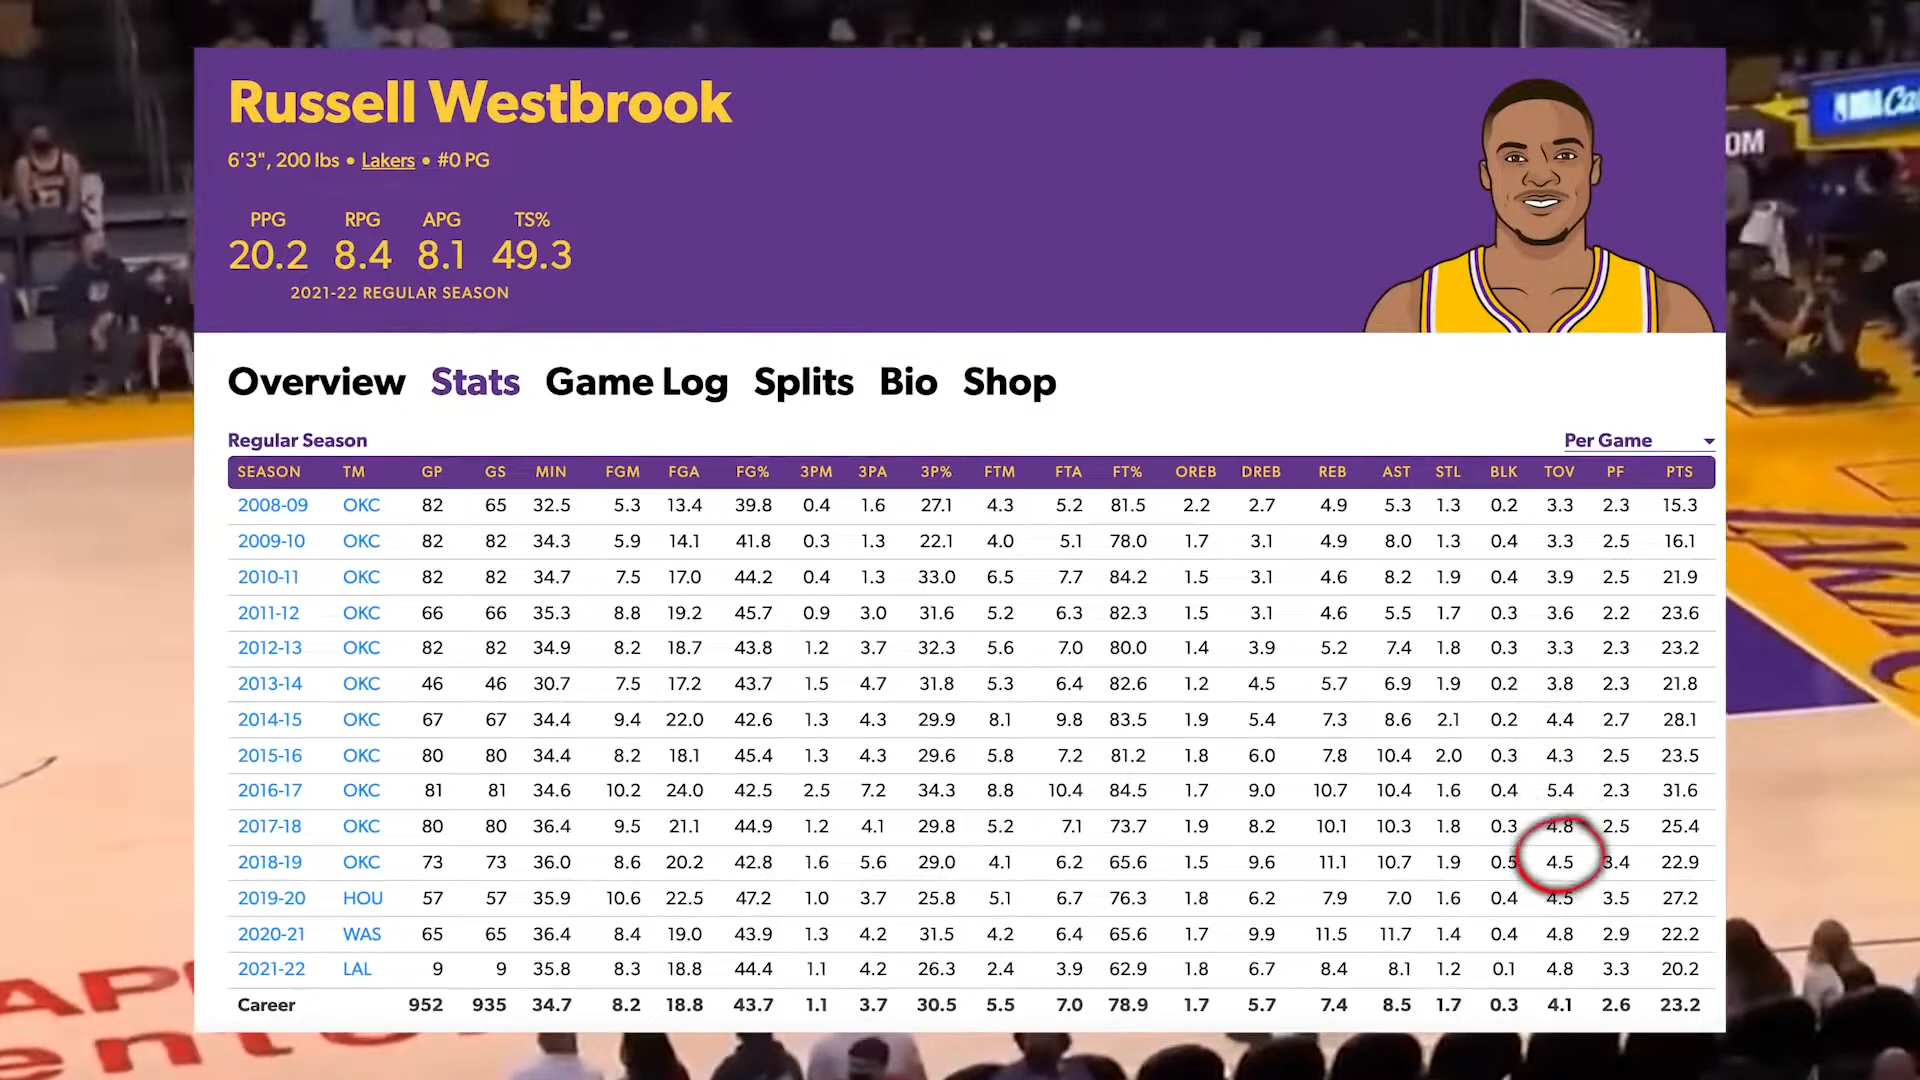 Russell Westbrook
6'3", 200 lbs • Lakers • #0 PG
PPG RPG APG TS%
20.2 8.4 8.1 49.3
2021-22 REGULAR SEASON
Overview Stats Game Log Splits Bio Shop
Regular Season Per Game
SEASON TM GP GS MIN FGM FGA FG% 3PM 3PA 3P% FTM FTA FT% OREB DREB REB AST STL BLK TOV PF PTS
2008-09 OKC 82 65 32.5 5.3 13.4 39.8 0.4 1.6 27.1 4.3 5.2 81.5 2.2 2.7 4.9 5.3 1.3 0.2 3.3 2.3 15.3
2009-10 OKC 82 82 34.3 5.9 14.1 41.8 0.3 1.3 22.1 4.0 5.1 78.0 1.7 3.1 4.9 8.0 1.3 0.4 3.3 2.5 16.1
2010-11 OKC 82 82 34.7 7.5 17.0 44.2 0.4 1.3 33.0 6.5 7.7 84.2 1.5 3.1 4.6 8.2 1.9 0.4 3.9 2.5 21.9
2011-12 OKC 66 66 35.3 8.8 19.2 45.7 0.9 3.0 31.6 5.2 6.3 82.3 1.5 3.1 4.6 5.5 1.7 0.3 3.6 2.2 23.6
2012-13 OKC 82 82 34.9 8.2 18.7 43.8 1.2 3.7 32.3 5.6 7.0 80.0 1.4 3.9 5.2 7.4 1.8 0.3 3.3 2.3 23.2
2013-14 OKC 46 46 30.7 7.5 17.2 43.7 1.5 4.7 31.8 5.3 6.4 82.6 1.2 4.5 5.7 6.9 1.9 0.2 3.8 2.3 21.8
2014-15 OKC 67 67 34.4 9.4 22.0 42.6 1.3 4.3 29.9 8.1 9.8 83.5 1.9 5.4 7.3 8.6 2.1 0.2 4.4 2.7 28.1
2015-16 OKC 80 80 34.4 8.2 18.1 45.4 1.3 4.3 29.6 5.8 7.2 81.2 1.8 6.0 7.8 10.4 2.0 0.3 4.3 2.5 23.5
2016-17 OKC 81 81 34.6 10.2 24.0 42.5 2.5 7.2 34.3 8.8 10.4 84.5 1.7 9.0 10.7 10.4 1.6 0.4 5.4 2.3 31.6
2017-18 OKC 80 80 36.4 9.5 21.1 44.9 1.2 4.1 29.8 5.2 7.1 73.7 1.9 8.2 10.1 10.3 1.8 0.3 4.8 2.5 25.4
2018-19 OKC 73 73 36.0 8.6 20.2 42.8 1.6 5.6 29.0 4.1 6.2 65.6 1.5 9.6 11.1 10.7 1.9 0.5 4.5 3.4 22.9
2019-20 HOU 57 57 35.9 10.6 22.5 47.2 1.0 3.7 25.8 5.1 6.7 76.3 1.8 6.2 7.9 7.0 1.6 0.4 4.5 3.5 27.2
2020-21 WAS 65 65 36.4 8.4 19.0 43.9 1.3 4.2 31.5 4.2 6.4 65.6 1.7 9.9 11.5 11.7 1.4 0.4 4.8 2.9 22.2
2021-22 LAL 9 9 35.8 8.3 18.8 44.4 1.1 4.2 26.3 2.4 3.9 62.9 1.8 6.7 8.4 8.1 1.2 0.1 4.8 3.3 20.2
Career 952 935 34.7 8.2 18.8 43.7 1.1 3.7 30.5 5.5 7.0 78.9 1.7 5.7 7.4 8.5 1.7 0.3 4.1 2.6 23.2